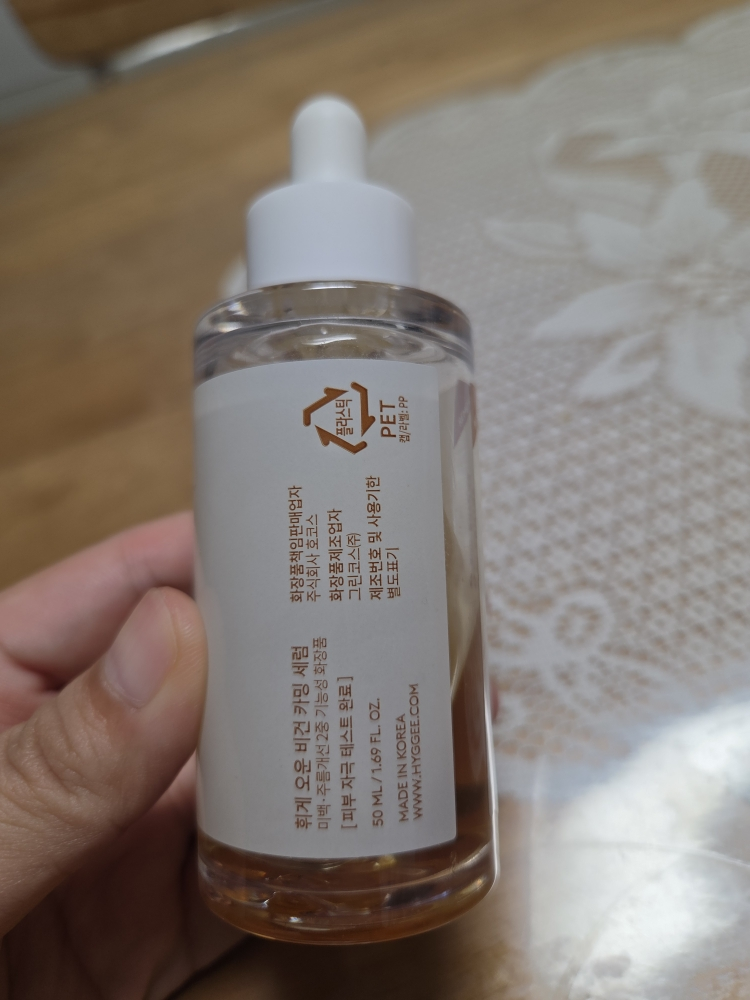 휘게 오운 비건 카밍 세럼
미백·주름개선 2중 기능성 화장품
[피부 자극 테스트 완료]
50 ML / 1.69 FL. OZ.
MADE IN KOREA
WWW.HYGGEE.COM
화장품책임판매업자
주식회사 호코스
화장품제조업자
그린코스(주)
제조번호 및 사용기한
별도표기
플라스틱
PET
캡/라벨: PP